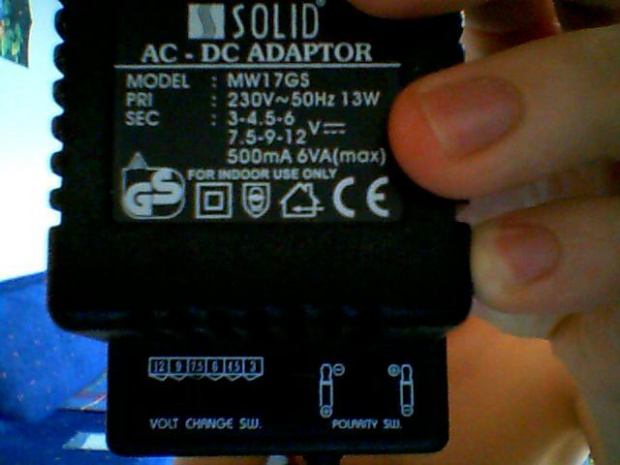 SOLID®
AC - DC ADAPTOR
MODEL : MW17GS
PRI : 230V~50Hz 13W
SEC : 3-4.5-6
7.5-9-12 V
500mA 6VA(max)
FOR INDOOR USE ONLY
GS CE
12 9 7.5 6 4.5 3
- +
+ -
VOLT CHANGE SW. POLARITY SW.